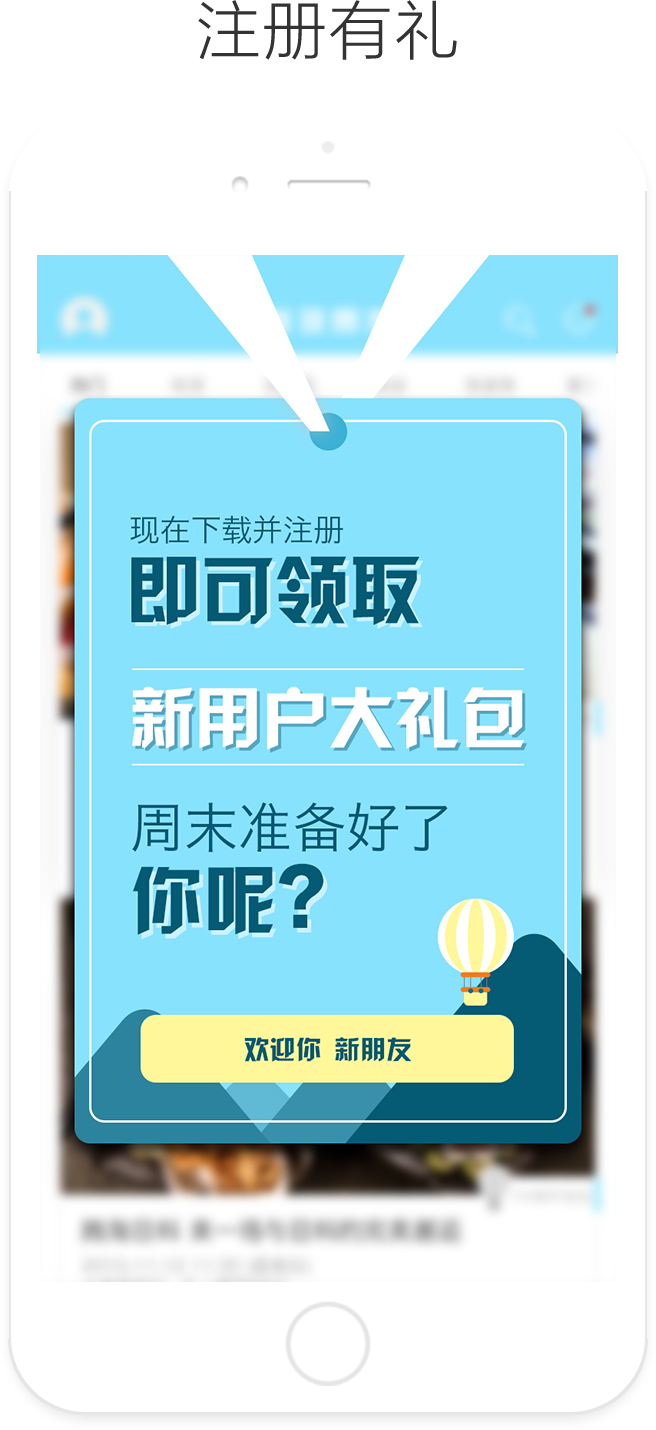 注册有礼
现在下载并注册
即可领取
新用户大礼包
周末准备好了
你呢?
欢迎你 新朋友